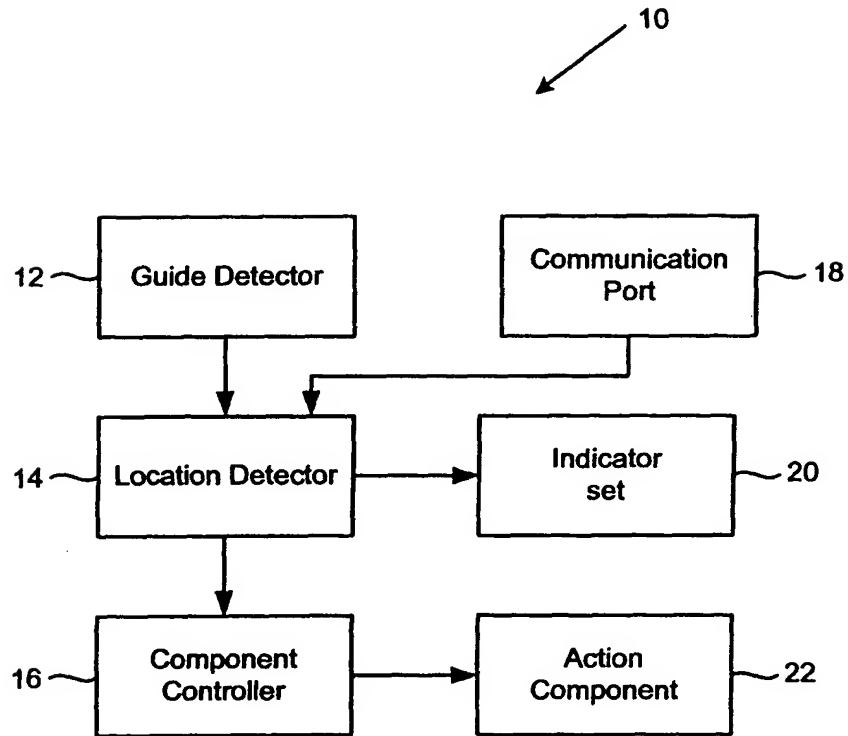 10
12
Guide Detector
Communication
Port
18
14
Location Detector
Indicator
set
20
16
Component
Controller
Action
Component
22